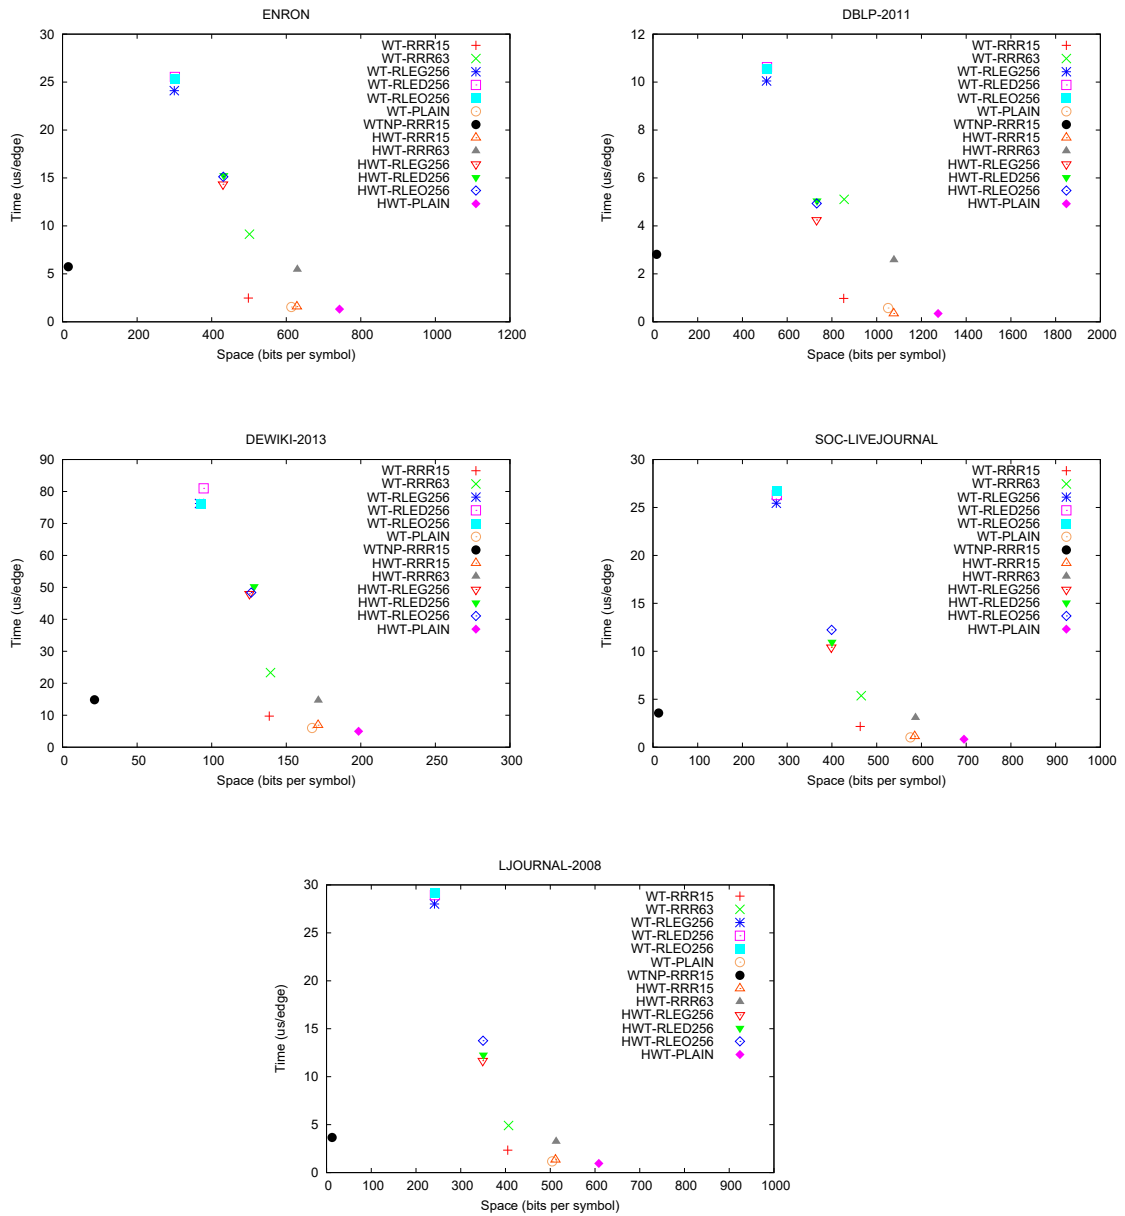 ENRON
Time (us/edge)
30
25
20
15
10
5
0
0 200 400 600 800 1000 1200
Space (bits per symbol)
WT-RRR15
WT-RRR63
WT-RLEG256
WT-RLED256
WT-RLEO256
WT-PLAIN
WTNP-RRR15
HWT-RRR15
HWT-RRR63
HWT-RLEG256
HWT-RLED256
HWT-RLEO256
HWT-PLAIN
DBLP-2011
Time (us/edge)
12
10
8
6
4
2
0
0 200 400 600 800 1000 1200 1400 1600 1800 2000
Space (bits per symbol)
WT-RRR15
WT-RRR63
WT-RLEG256
WT-RLED256
WT-RLEO256
WT-PLAIN
WTNP-RRR15
HWT-RRR15
HWT-RRR63
HWT-RLEG256
HWT-RLED256
HWT-RLEO256
HWT-PLAIN
DEWIKI-2013
Time (us/edge)
90
80
70
60
50
40
30
20
10
0
0 50 100 150 200 250 300
Space (bits per symbol)
WT-RRR15
WT-RRR63
WT-RLEG256
WT-RLED256
WT-RLEO256
WT-PLAIN
WTNP-RRR15
HWT-RRR15
HWT-RRR63
HWT-RLEG256
HWT-RLED256
HWT-RLEO256
HWT-PLAIN
SOC-LIVEJOURNAL
Time (us/edge)
30
25
20
15
10
5
0
0 100 200 300 400 500 600 700 800 900 1000
Space (bits per symbol)
WT-RRR15
WT-RRR63
WT-RLEG256
WT-RLED256
WT-RLEO256
WT-PLAIN
WTNP-RRR15
HWT-RRR15
HWT-RRR63
HWT-RLEG256
HWT-RLED256
HWT-RLEO256
HWT-PLAIN
LJOURNAL-2008
Time (us/edge)
30
25
20
15
10
5
0
0 100 200 300 400 500 600 700 800 900 1000
Space (bits per symbol)
WT-RRR15
WT-RRR63
WT-RLEG256
WT-RLED256
WT-RLEO256
WT-PLAIN
WTNP-RRR15
HWT-RRR15
HWT-RRR63
HWT-RLEG256
HWT-RLED256
HWT-RLEO256
HWT-PLAIN